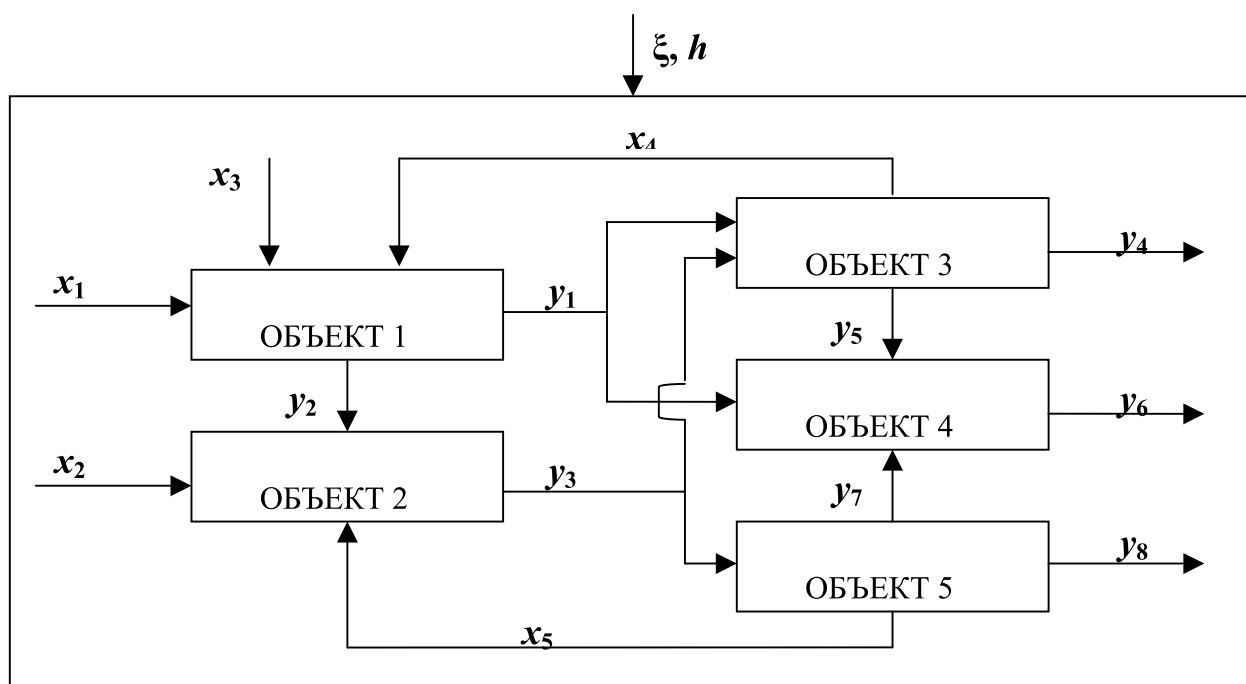 ξ, h
x₄
x₃
ОБЪЕКТ 3
y₄
x₁
y₁
ОБЪЕКТ 1
y₅
y₂
ОБЪЕКТ 4
y₆
x₂
y₃
ОБЪЕКТ 2
y₇
ОБЪЕКТ 5
y₈
x₅